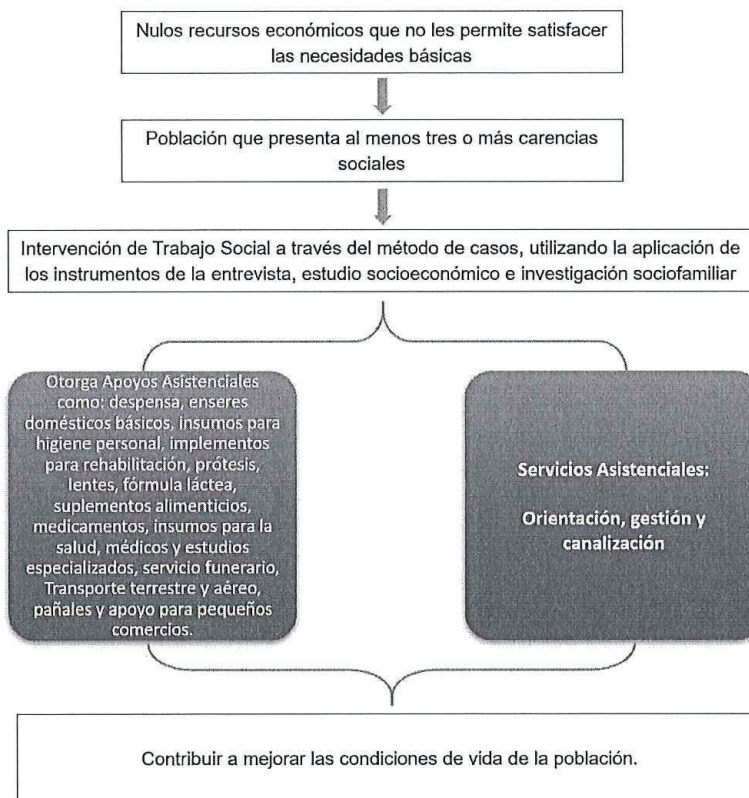 Nulos recursos económicos que no les permite satisfacer
las necesidades básicas
Población que presenta al menos tres o más carencias
sociales
Intervención de Trabajo Social a través del método de casos, utilizando la aplicación de
los instrumentos de la entrevista, estudio socioeconómico e investigación sociofamiliar
Otorga Apoyos Asistenciales
como: despensa, enseres
domésticos básicos, insumos para
higiene personal, implementos
para rehabilitación, prótesis,
lentes, fórmula láctea,
suplementos alimenticios,
medicamentos, insumos para la
salud, médicos y estudios
especializados, servicio funerario,
Transporte terrestre y aéreo,
pañales y apoyo para pequeños
comercios.
Servicios Asistenciales:
Orientación, gestión y
canalización
Contribuir a mejorar las condiciones de vida de la población.